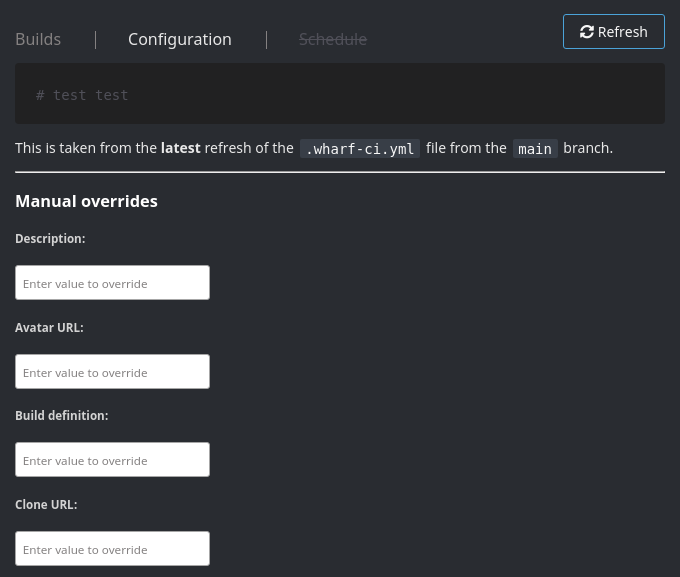 Builds | Configuration | Schedule
Refresh
# test test
This is taken from the latest refresh of the .wharf-ci.yml file from the main branch.
Manual overrides
Description:
Enter value to override
Avatar URL:
Enter value to override
Build definition:
Enter value to override
Clone URL:
Enter value to override